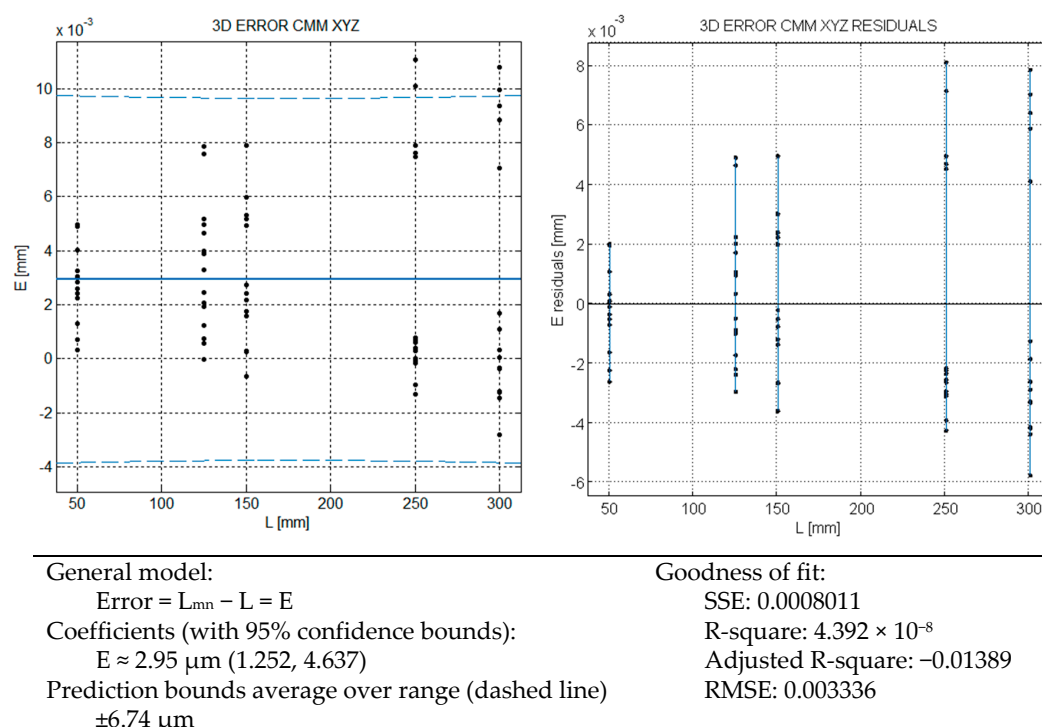 3D ERROR CMM XYZ
× 10⁻³
10
8
6
4
2
0
-2
-4
E [mm]
50 100 150 200 250 300
L [mm]
3D ERROR CMM XYZ RESIDUALS
× 10⁻³
8
6
4
2
0
-2
-4
-6
E residuals [mm]
50 100 150 200 250 300
L [mm]
General model:
Error = Lmn − L = E
Coefficients (with 95% confidence bounds):
E ≈ 2.95 μm (1.252, 4.637)
Prediction bounds average over range (dashed line)
±6.74 μm
Goodness of fit:
SSE: 0.0008011
R-square: 4.392 × 10⁻⁸
Adjusted R-square: −0.01389
RMSE: 0.003336